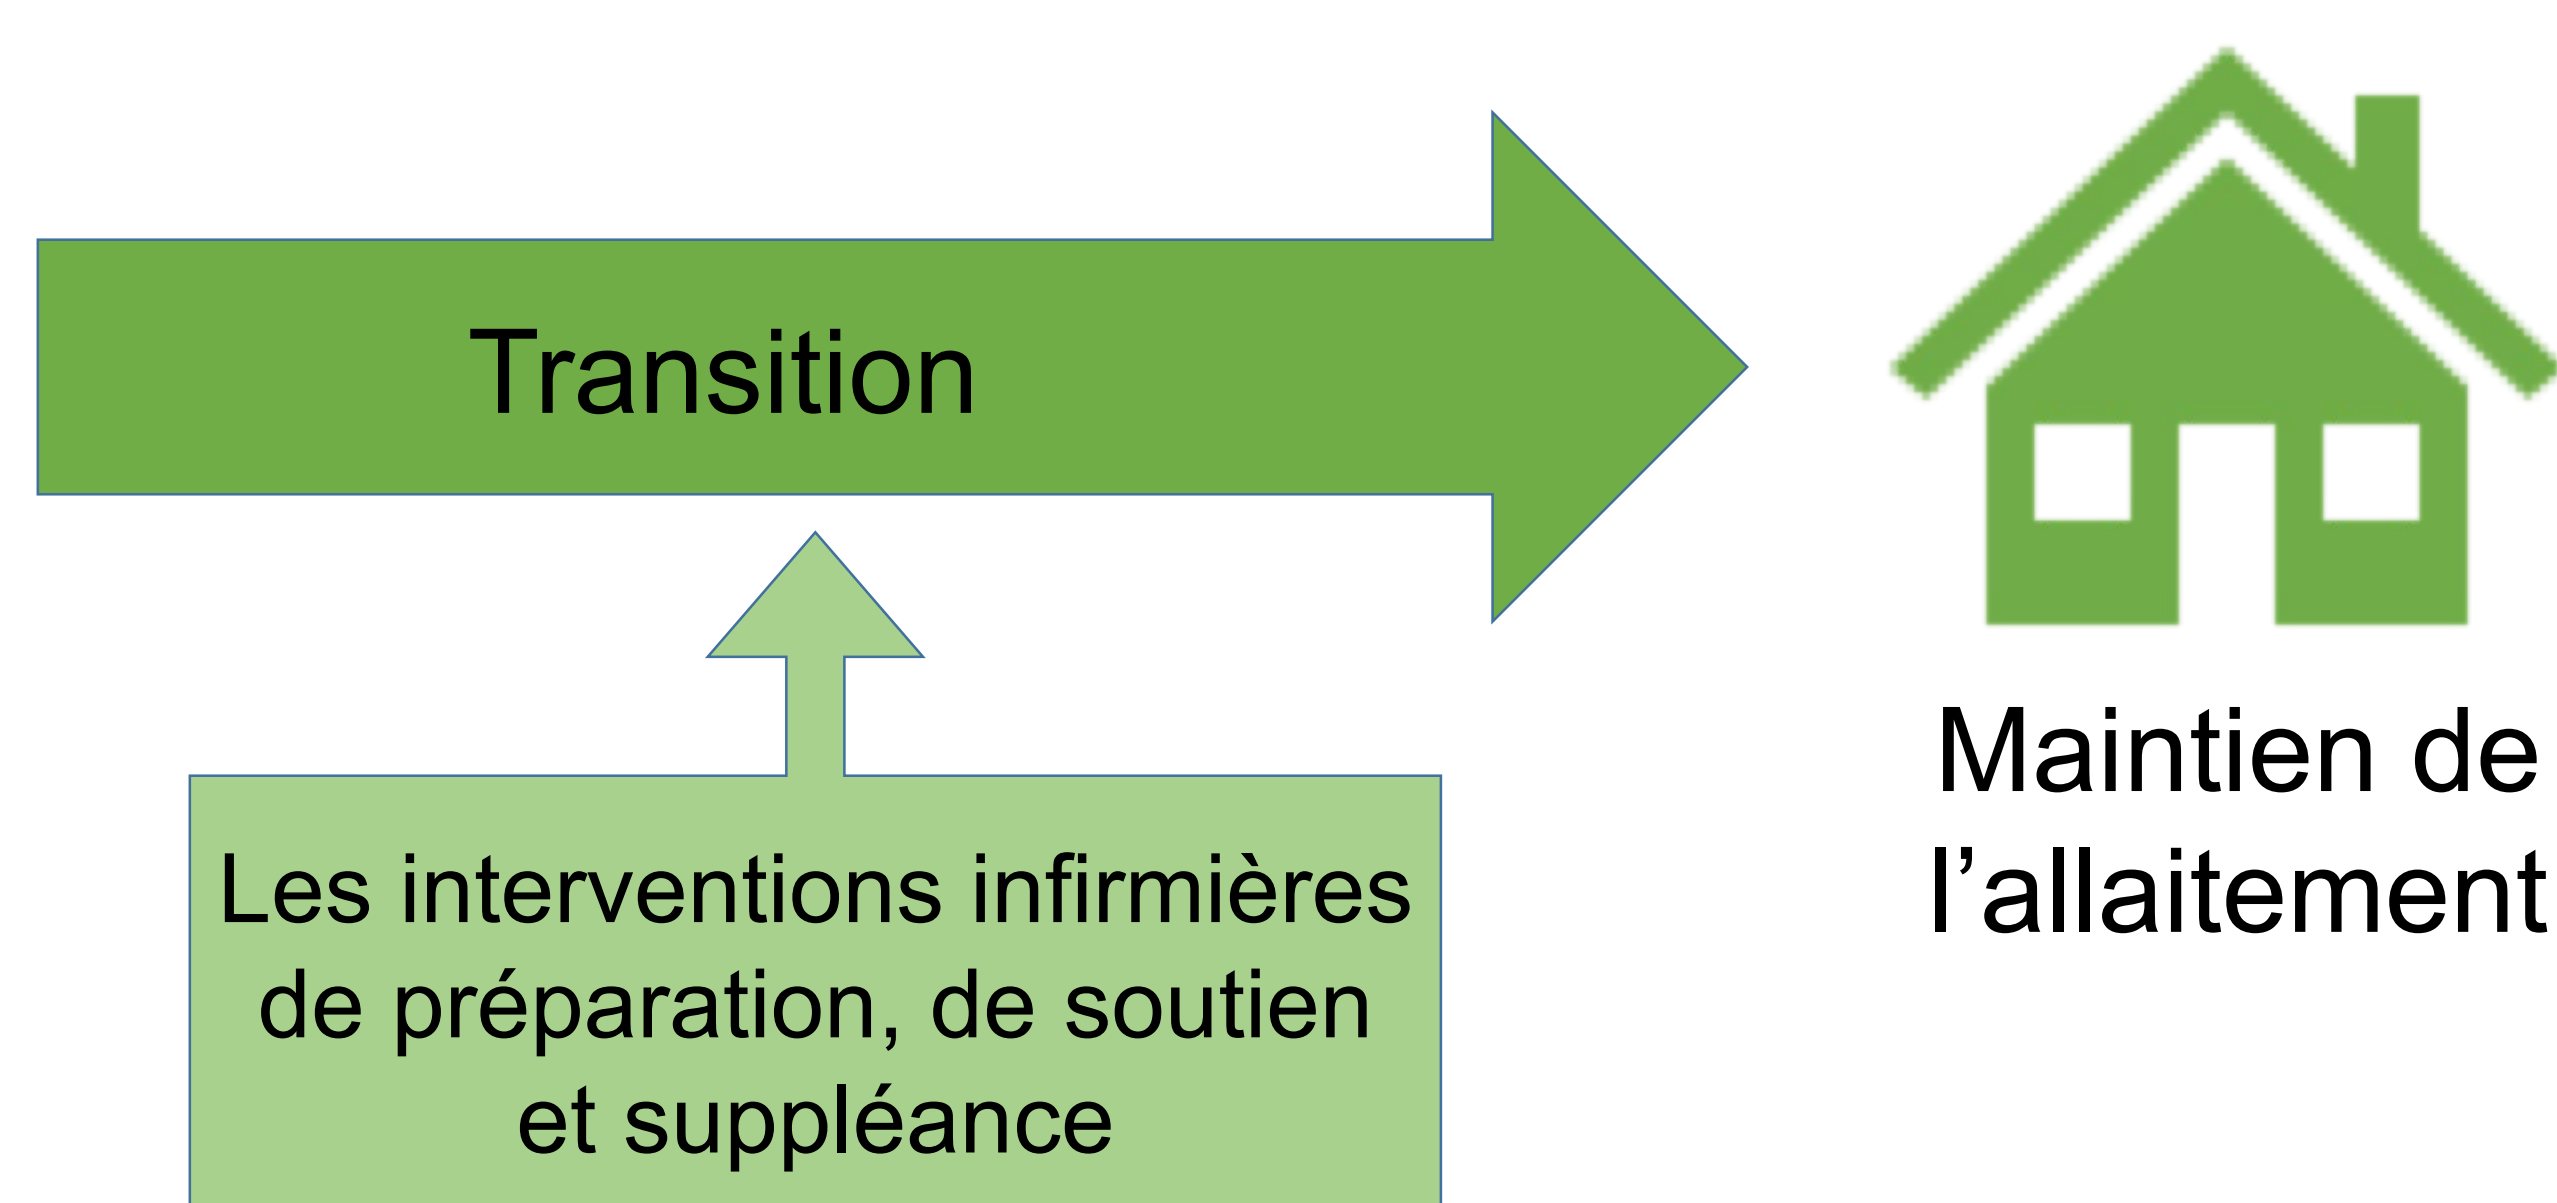 Transition
Maintien de
l’allaitement
Les interventions infirmières
de préparation, de soutien
et suppléance